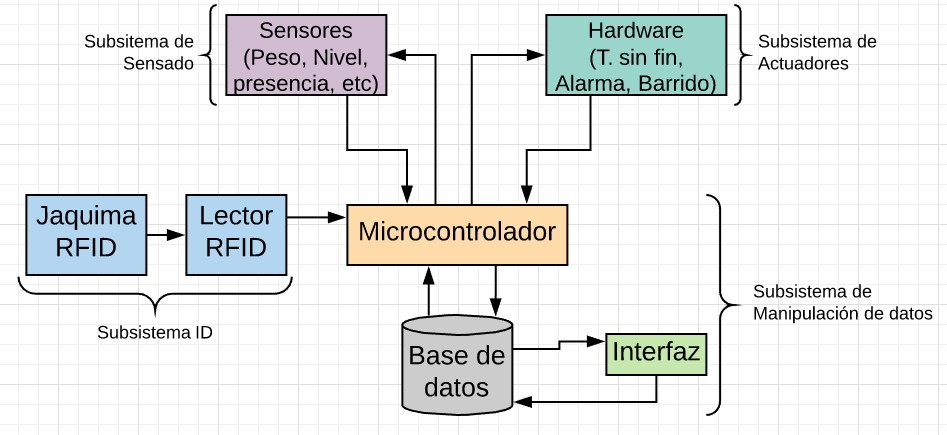 Subsitema de
Sensado
Sensores
(Peso, Nivel,
presencia, etc)
Hardware
(T. sin fin,
Alarma, Barrido)
Subsistema de
Actuadores
Jaquima
RFID
Lector
RFID
Microcontrolador
Subsistema ID
Subsistema de
Manipulación de datos
Base de
datos
Interfaz